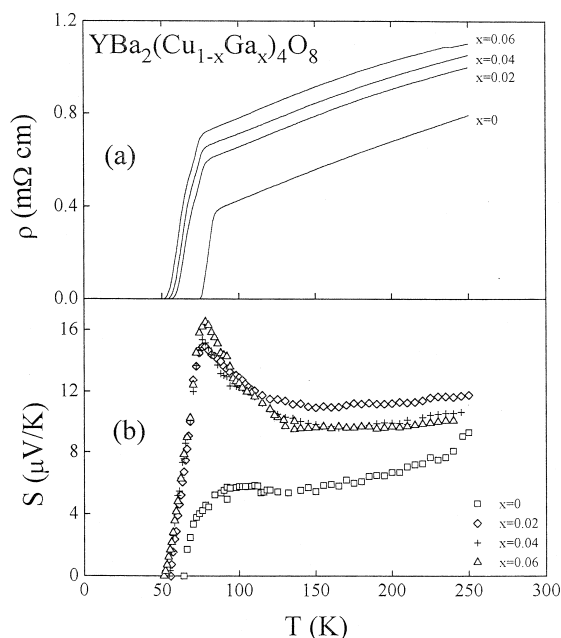 YBa₂(Cu₁₋ₓGaₓ)₄O₈
x=0.06
x=0.04
x=0.02
x=0
(a)
ρ (mΩ cm)
1.2
0.8
0.4
0.0
16
12
8
4
0
S (μV/K)
(b)
□ x=0
◇ x=0.02
+ x=0.04
△ x=0.06
0 50 100 150 200 250 300
T (K)